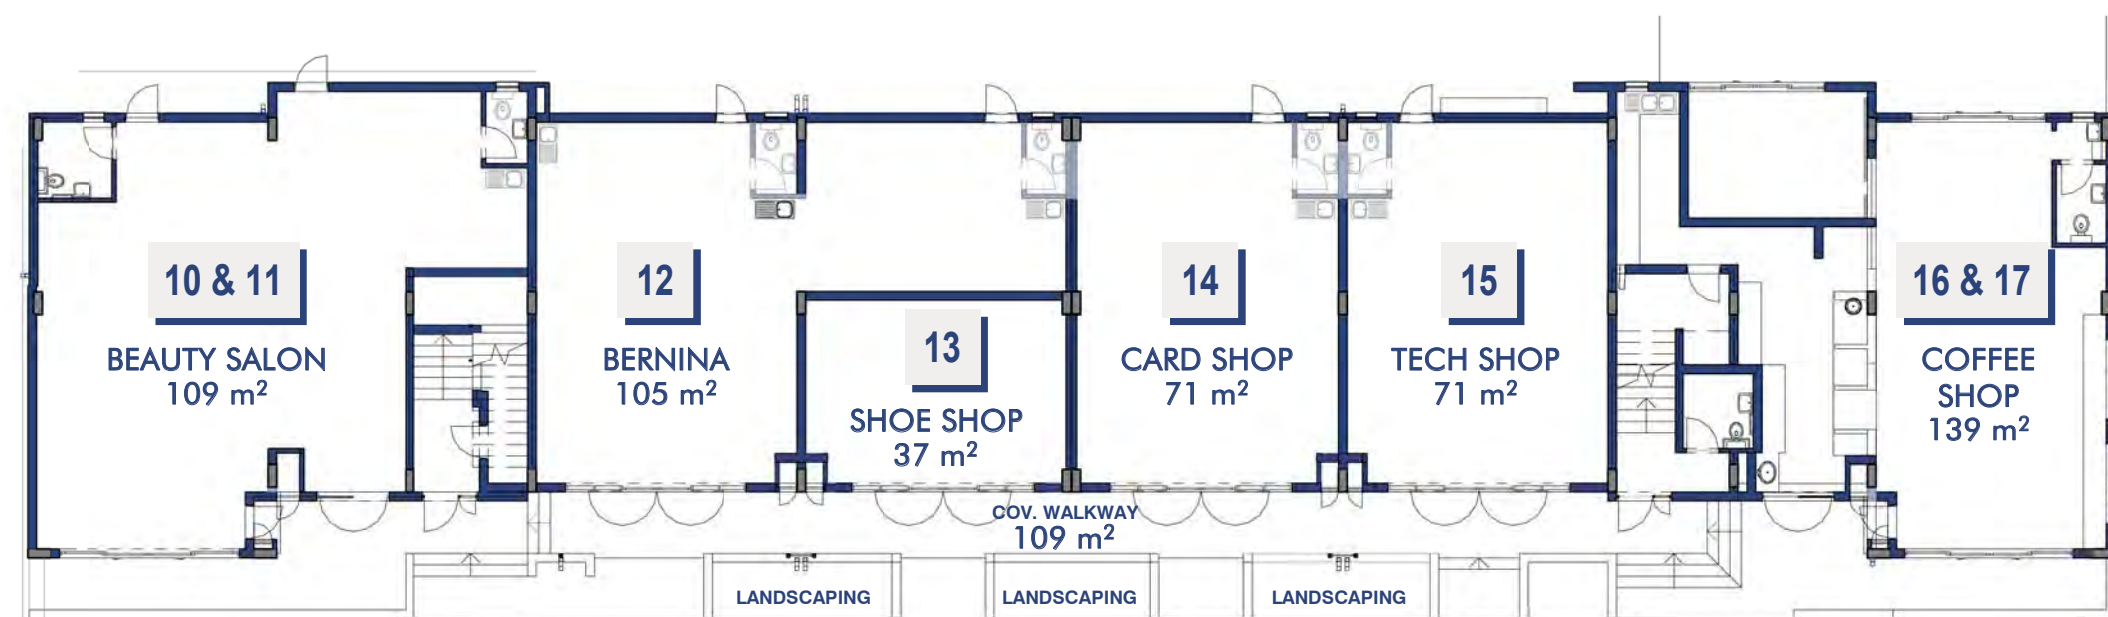 10 & 11
BEAUTY SALON
109 m²
12
BERNINA
105 m²
13
SHOE SHOP
37 m²
14
CARD SHOP
71 m²
15
TECH SHOP
71 m²
16 & 17
COFFEE
SHOP
139 m²
COV. WALKWAY
109 m²
LANDSCAPING
LANDSCAPING
LANDSCAPING